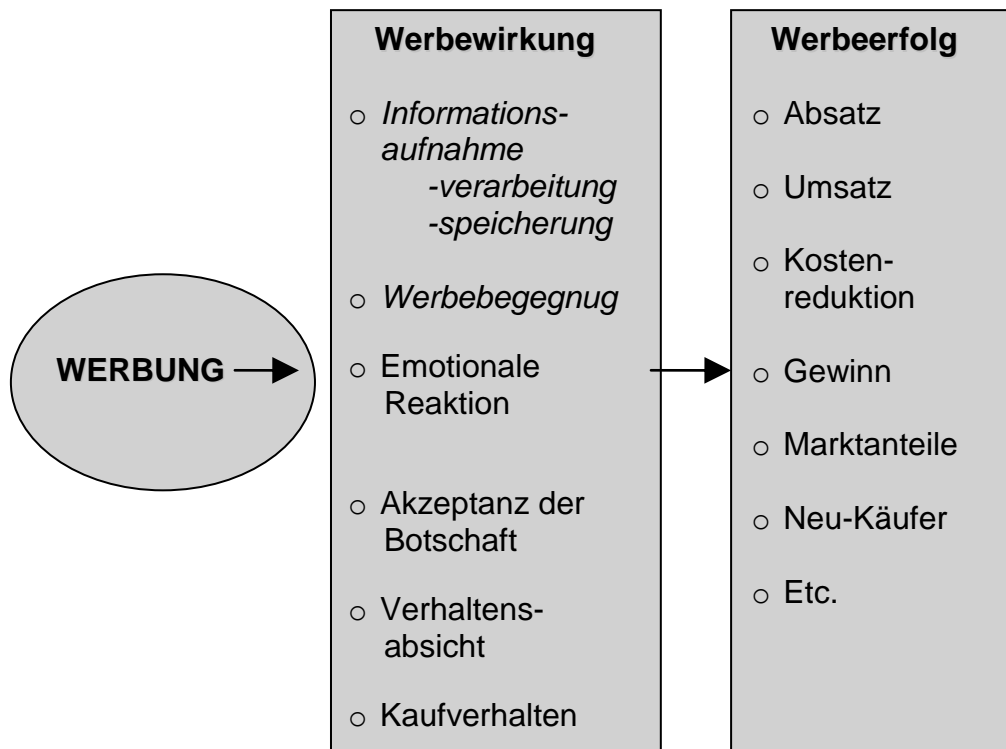 WERBUNG
Werbewirkung
o Informations-
aufnahme
-verarbeitung
-speicherung
o Werbebegegnug
o Emotionale
Reaktion
o Akzeptanz der
Botschaft
o Verhaltens-
absicht
o Kaufverhalten
Werbeerfolg
o Absatz
o Umsatz
o Kosten-
reduktion
o Gewinn
o Marktanteile
o Neu-Käufer
o Etc.